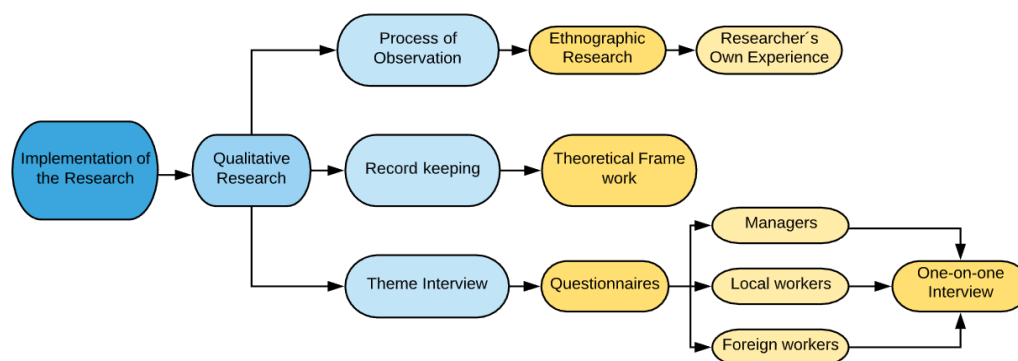 Process of
Observation
Ethnographic
Research
Researcher´s
Own Experience
Implementation of
the Research
Qualitative
Research
Record keeping
Theoretical Frame
work
Theme Interview
Questionnaires
Managers
Local workers
Foreign workers
One-on-one
Interview